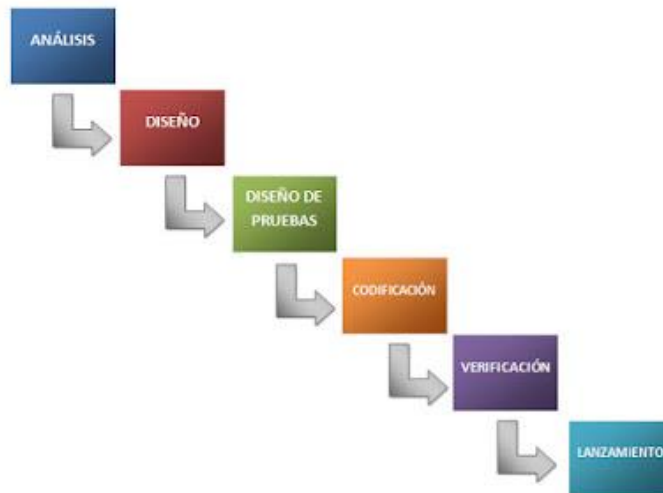 ANÁLISIS
DISEÑO
DISEÑO DE
PRUEBAS
CODIFICACIÓN
VERIFICACIÓN
LANZAMIENTO